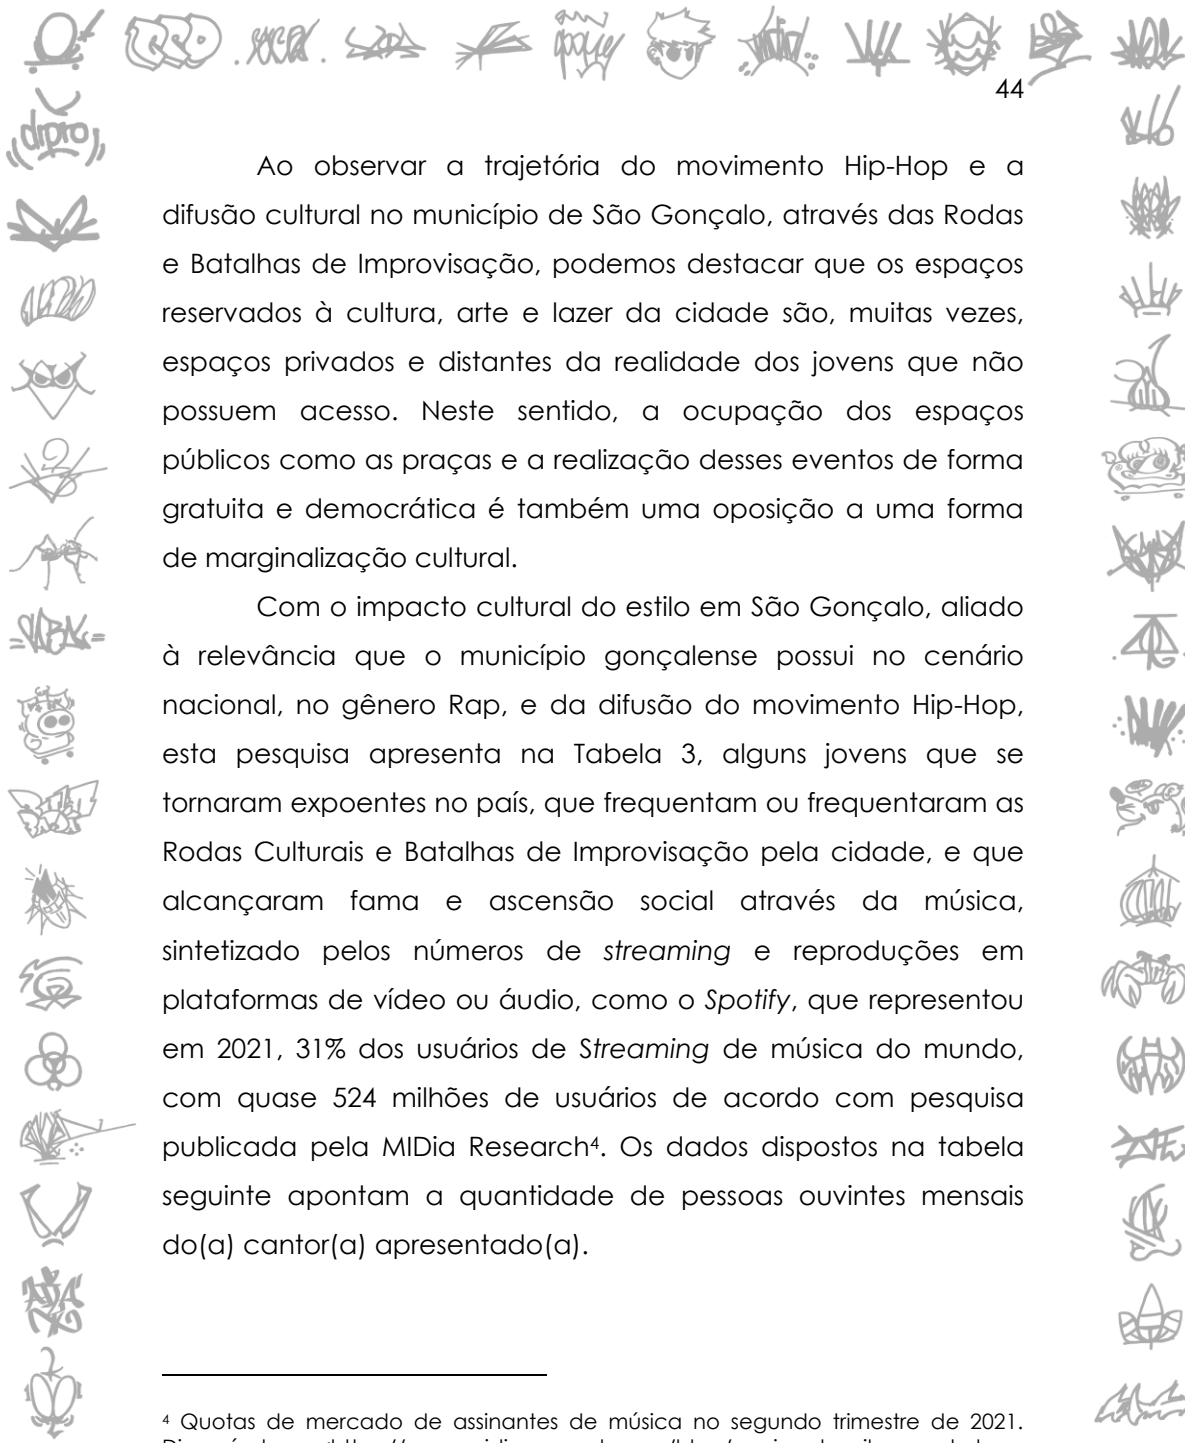 44
Ao observar a trajetória do movimento Hip-Hop e a
difusão cultural no município de São Gonçalo, através das Rodas
e Batalhas de Improvisação, podemos destacar que os espaços
reservados à cultura, arte e lazer da cidade são, muitas vezes,
espaços privados e distantes da realidade dos jovens que não
possuem acesso. Neste sentido, a ocupação dos espaços
públicos como as praças e a realização desses eventos de forma
gratuita e democrática é também uma oposição a uma forma
de marginalização cultural.
Com o impacto cultural do estilo em São Gonçalo, aliado
à relevância que o município gonçalense possui no cenário
nacional, no gênero Rap, e da difusão do movimento Hip-Hop,
esta pesquisa apresenta na Tabela 3, alguns jovens que se
tornaram expoentes no país, que frequentam ou frequentaram as
Rodas Culturais e Batalhas de Improvisação pela cidade, e que
alcançaram fama e ascensão social através da música,
sintetizado pelos números de streaming e reproduções em
plataformas de vídeo ou áudio, como o Spotify, que representou
em 2021, 31% dos usuários de Streaming de música do mundo,
com quase 524 milhões de usuários de acordo com pesquisa
publicada pela MIDia Research⁴. Os dados dispostos na tabela
seguinte apontam a quantidade de pessoas ouvintes mensais
do(a) cantor(a) apresentado(a).
⁴ Quotas de mercado de assinantes de música no segundo trimestre de 2021.
drpro